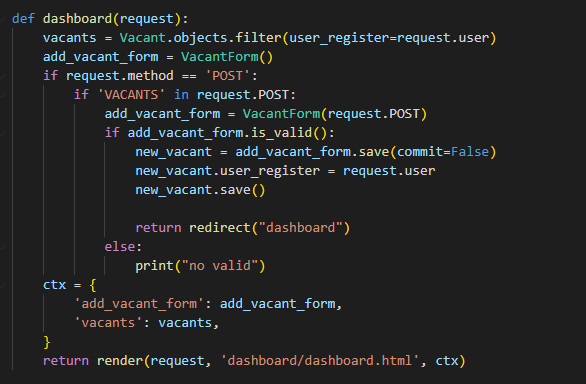 def dashboard(request):
    vacants = Vacant.objects.filter(user_register=request.user)
    add_vacant_form = VacantForm()
    if request.method == 'POST':
        if 'VACANTS' in request.POST:
            add_vacant_form = VacantForm(request.POST)
            if add_vacant_form.is_valid():
                new_vacant = add_vacant_form.save(commit=False)
                new_vacant.user_register = request.user
                new_vacant.save()

                return redirect("dashboard")
            else:
                print("no valid")
    ctx = {
        'add_vacant_form': add_vacant_form,
        'vacants': vacants,
    }
    return render(request, 'dashboard/dashboard.html', ctx)